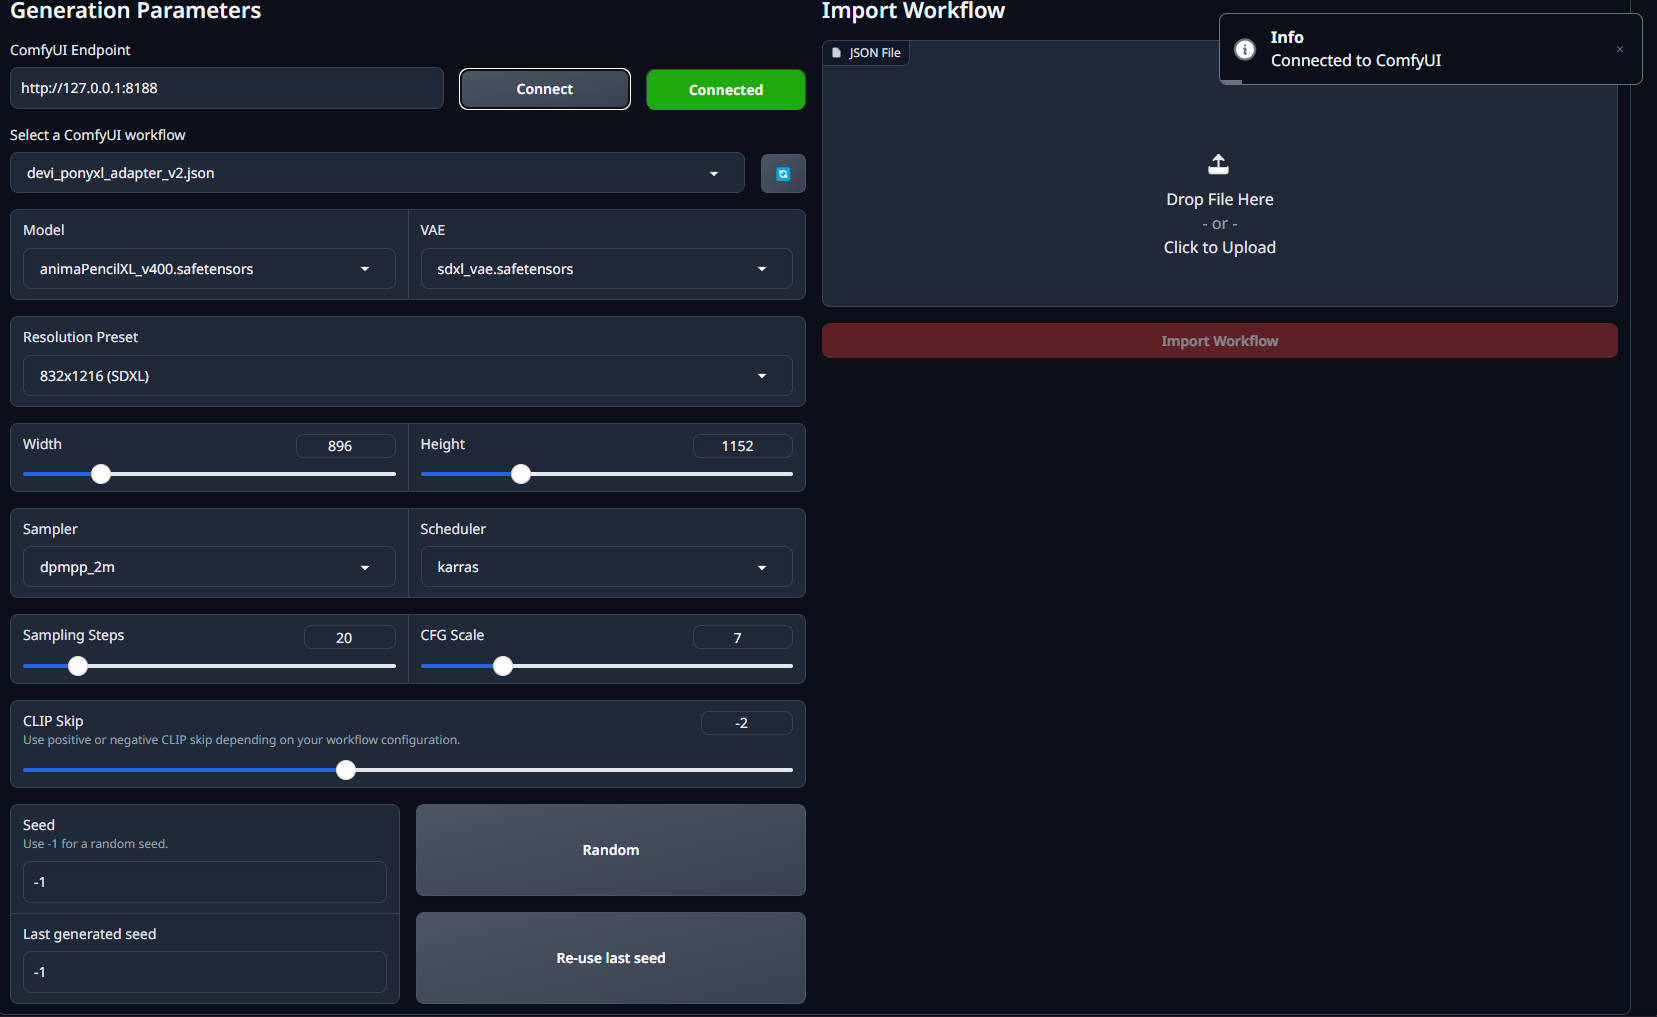 Generation Parameters
ComfyUI Endpoint
http://127.0.0.1:8188
Connect
Connected
Select a ComfyUI workflow
devi_ponyxl_adapter_v2.json
Model
animaPencilXL_v400.safetensors
VAE
sdxl_vae.safetensors
Resolution Preset
832x1216 (SDXL)
Width
896
Height
1152
Sampler
dpmpp_2m
Scheduler
karras
Sampling Steps
20
CFG Scale
7
CLIP Skip
-2
Use positive or negative CLIP skip depending on your workflow configuration.
Seed
Use -1 for a random seed.
-1
Random
Last generated seed
-1
Re-use last seed
Import Workflow
JSON File
Info
Connected to ComfyUI
×
Drop File Here
- or -
Click to Upload
Import Workflow